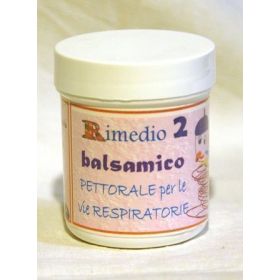 Rimedio 2
balsamico
PETTORALE per le
vie RESPIRATORIE